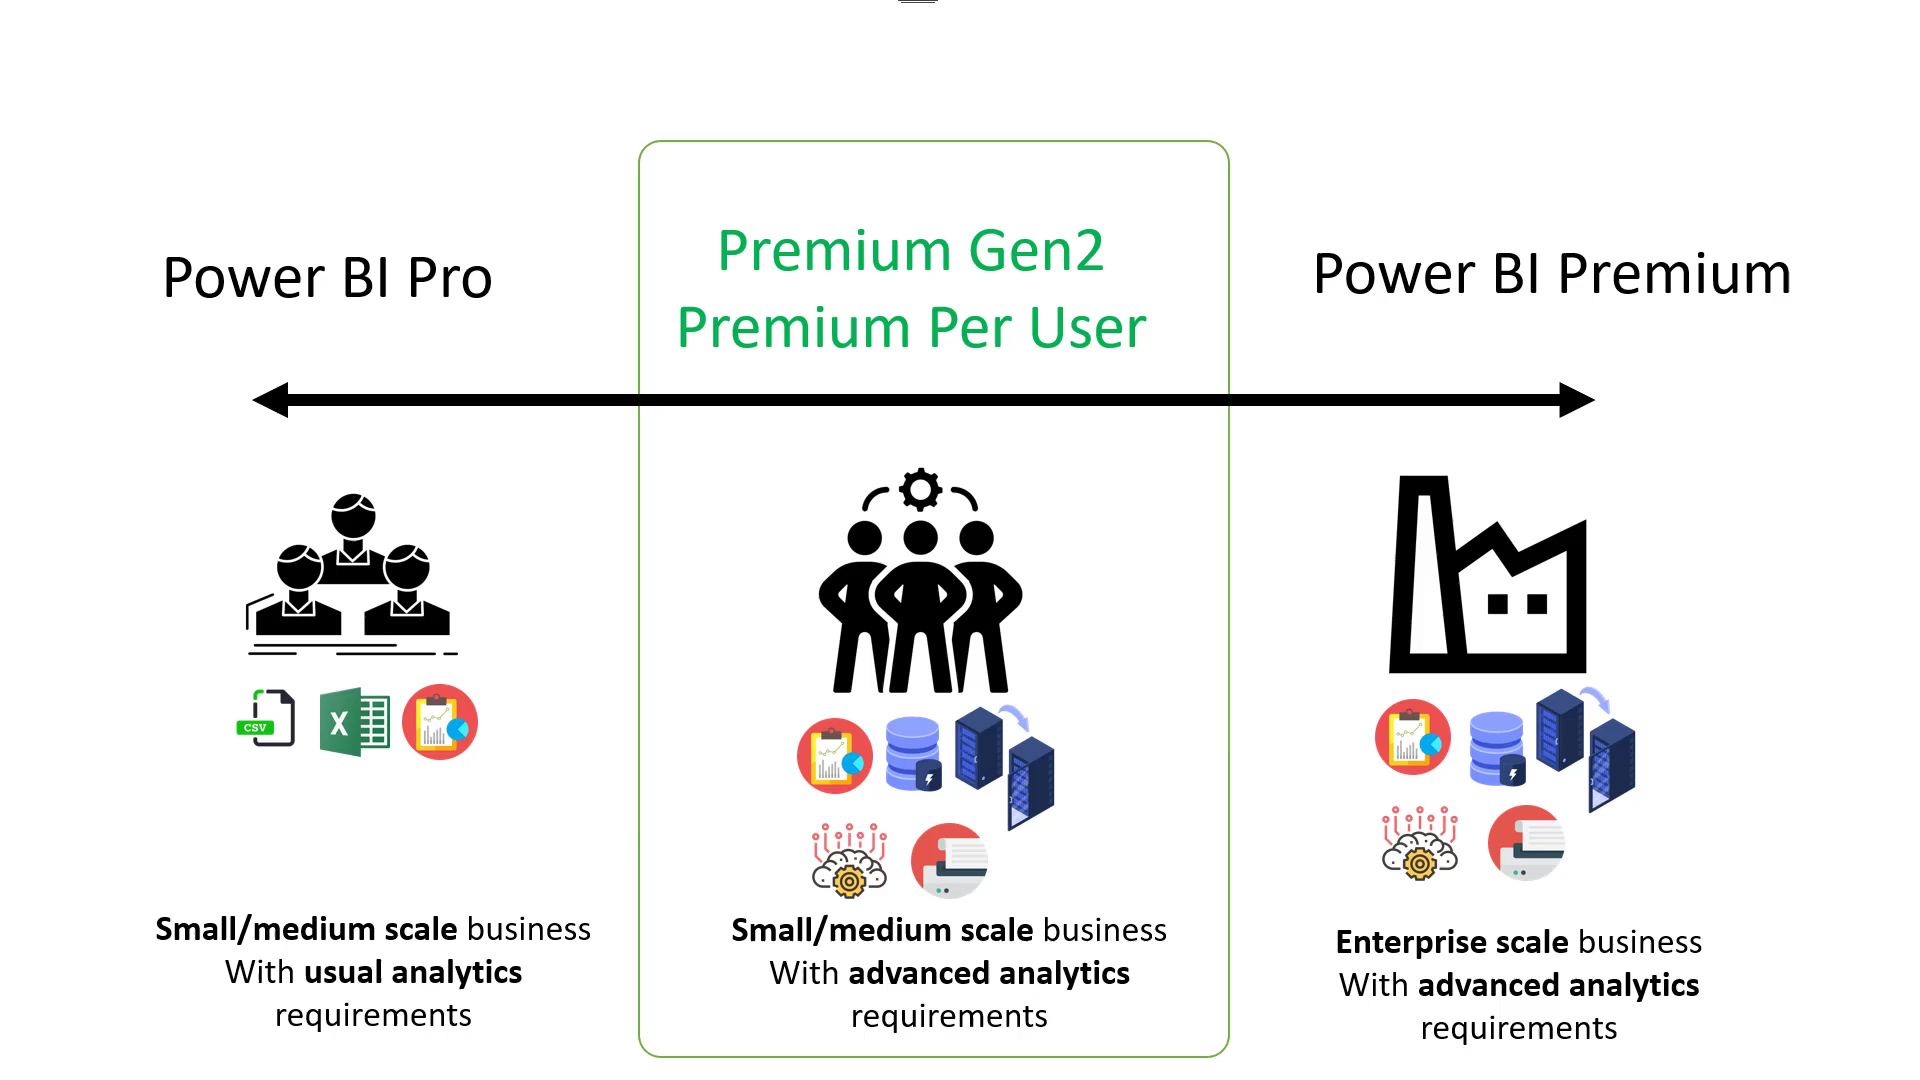 Power BI Pro
Premium Gen2
Premium Per User
Power BI Premium
CSV
X
Small/medium scale business
With usual analytics
requirements
Small/medium scale business
With advanced analytics
requirements
Enterprise scale business
With advanced analytics
requirements